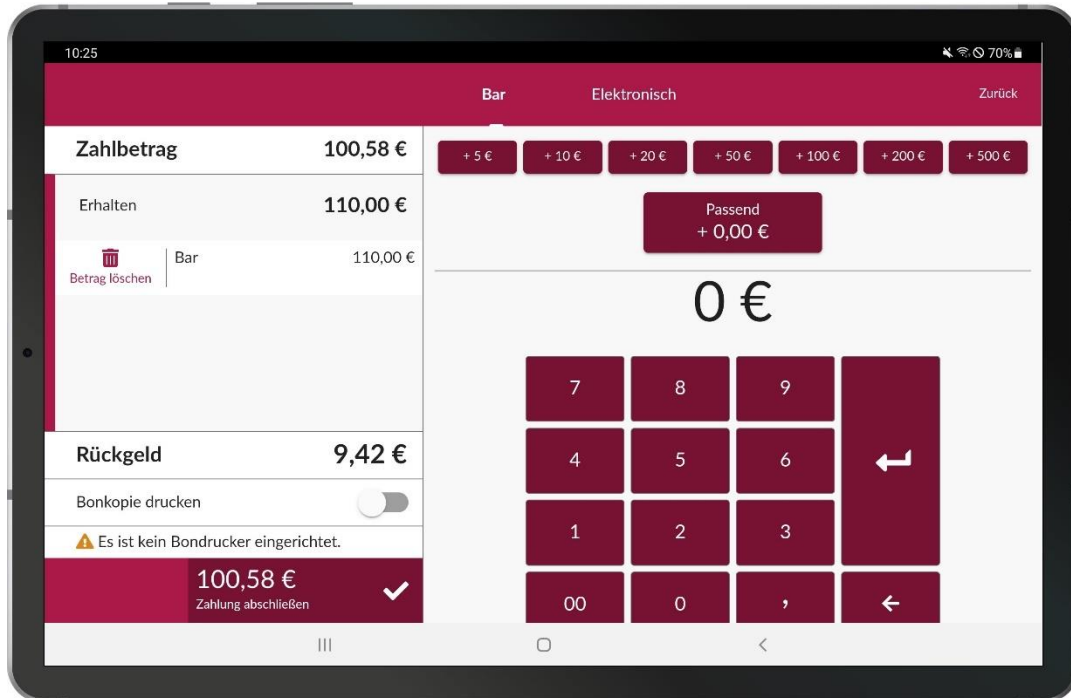 10:25
70%
Bar
Elektronisch
Zurück
Zahlbetrag 100,58 €
Erhalten 110,00 €
Betrag löschen
Bar 110,00 €
Rückgeld 9,42 €
Bonkopie drucken
Es ist kein Bondrucker eingerichtet.
100,58 €
Zahlung abschließen
+ 5 €
+ 10 €
+ 20 €
+ 50 €
+ 100 €
+ 200 €
+ 500 €
Passend
+ 0,00 €
0 €
7 8 9
4 5 6
1 2 3
00 0 ,